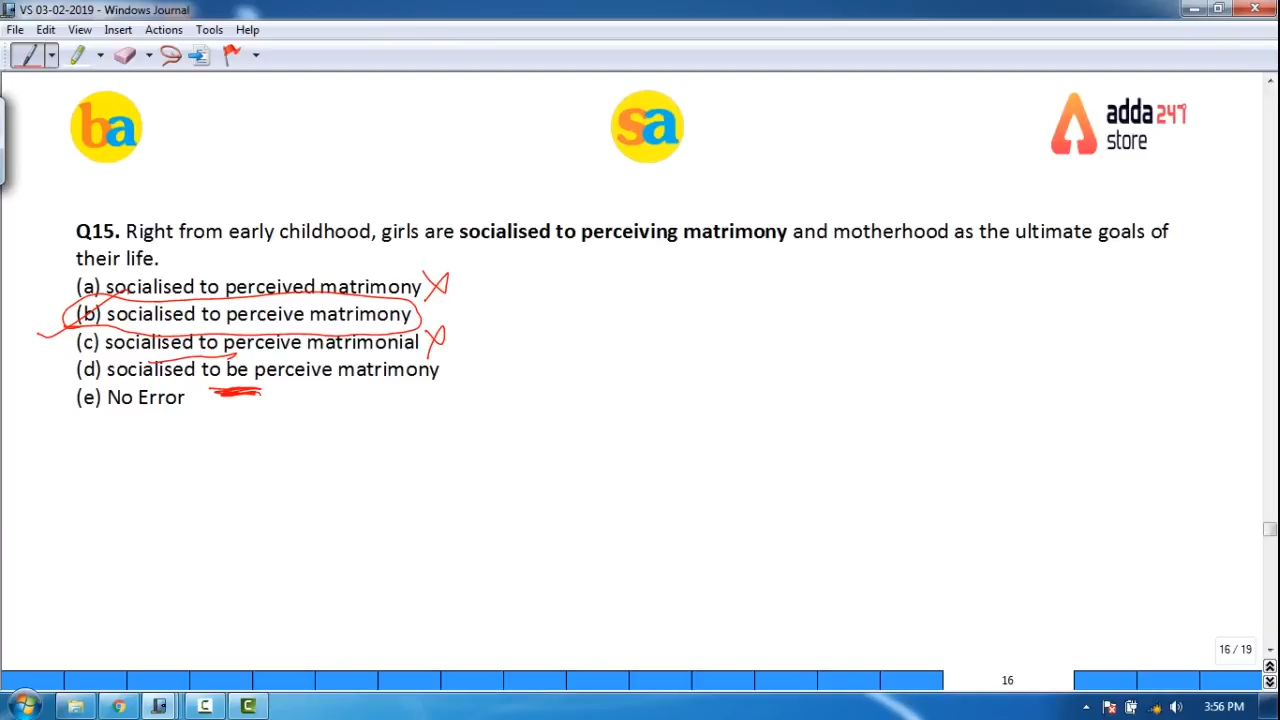 VS 03-02-2019 - Windows Journal
File Edit View Insert Actions Tools Help
ba
sa
adda 247
store
Q15. Right from early childhood, girls are socialised to perceiving matrimony and motherhood as the ultimate goals of
their life.
(a) socialised to perceived matrimony
(b) socialised to perceive matrimony
(c) socialised to perceive matrimonial
(d) socialised to be perceive matrimony
(e) No Error
16 / 19
16
3:56 PM